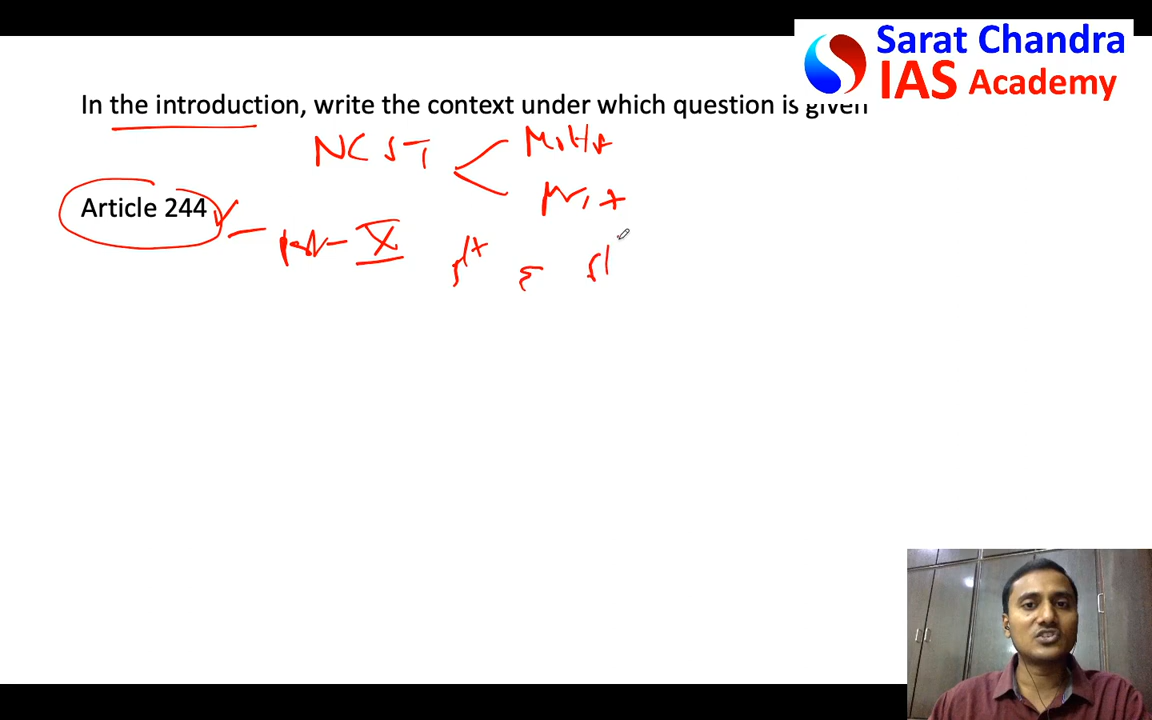 Sarat Chandra
IAS Academy
In the introduction, write the context under which question is given
NCST
Article 244
X